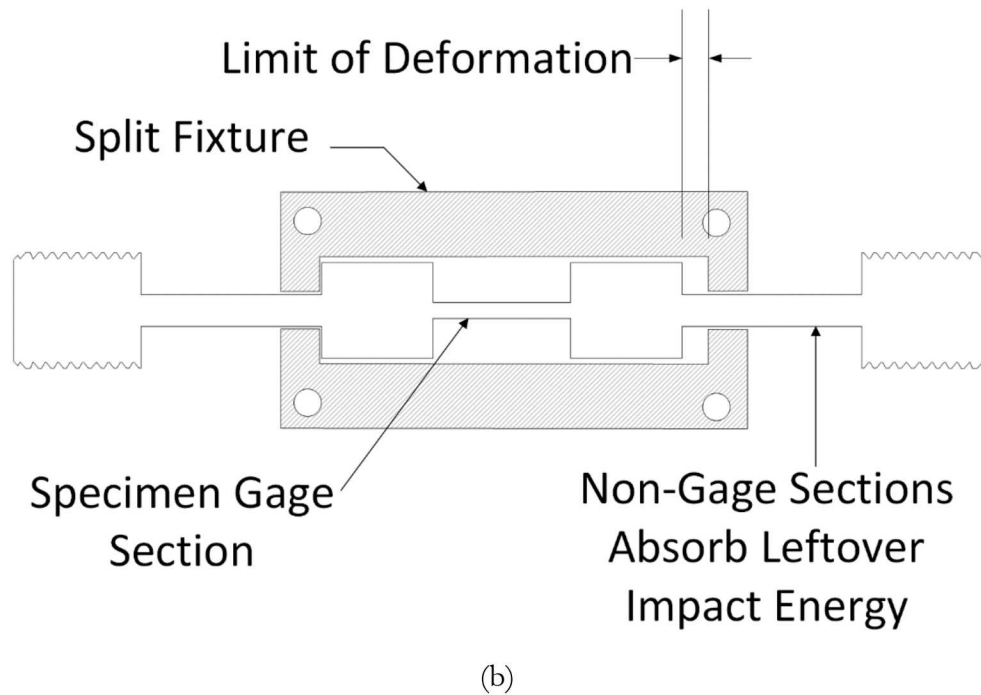 Limit of Deformation
Split Fixture
Specimen Gage
Section
Non-Gage Sections
Absorb Leftover
Impact Energy
(b)